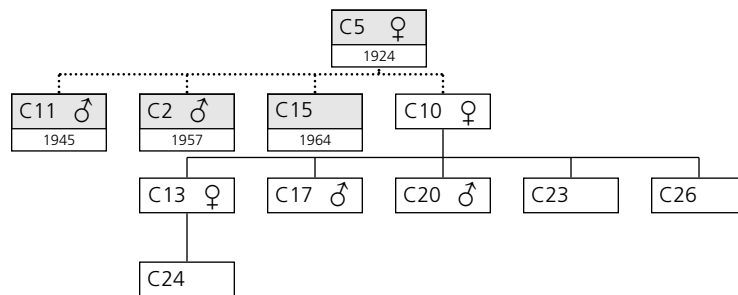 C5 ♀
1924
C11 ♂ C2 ♂ C15 C10 ♀
1945 1957 1964
C13 ♀ C17 ♂ C20 ♂ C23 C26
C24